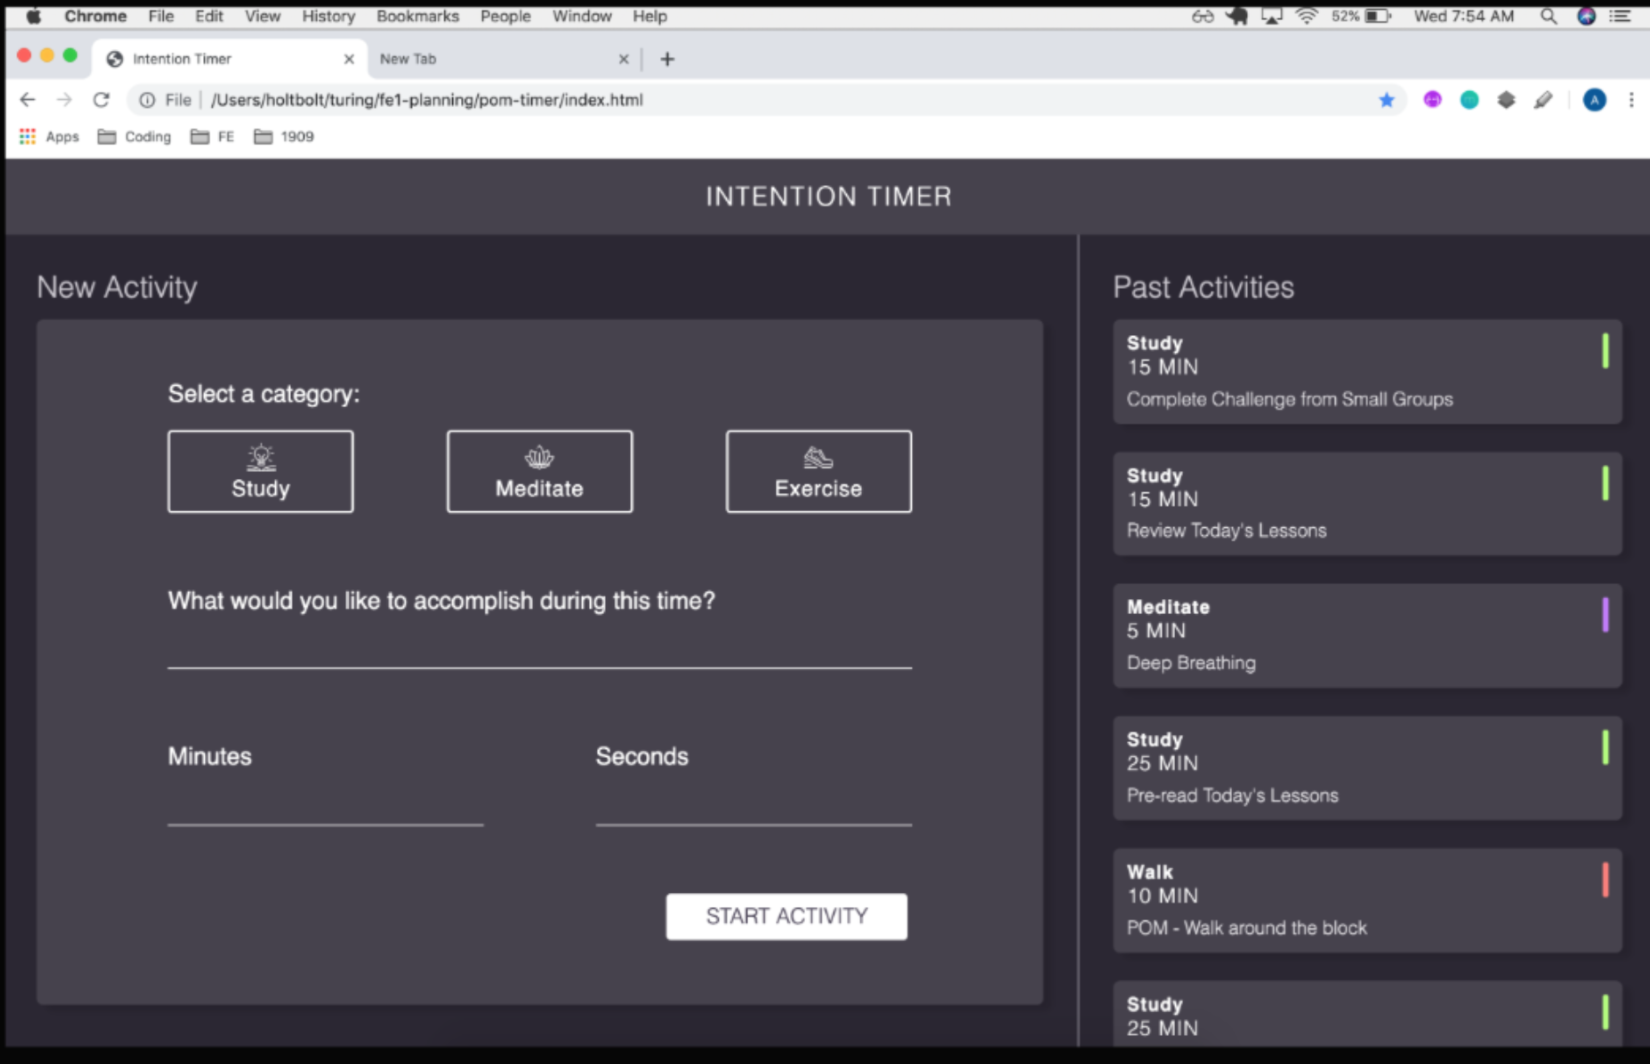 Chrome File Edit View History Bookmarks People Window Help 52% Wed 7:54 AM
Intention Timer New Tab
File /Users/holtbolt/turing/fe1-planning/pom-timer/index.html A
Apps Coding FE 1909
INTENTION TIMER
New Activity
Select a category:
Study Meditate Exercise
What would you like to accomplish during this time?
Minutes Seconds
START ACTIVITY
Past Activities
Study
15 MIN
Complete Challenge from Small Groups
Study
15 MIN
Review Today's Lessons
Meditate
5 MIN
Deep Breathing
Study
25 MIN
Pre-read Today's Lessons
Walk
10 MIN
POM - Walk around the block
Study
25 MIN